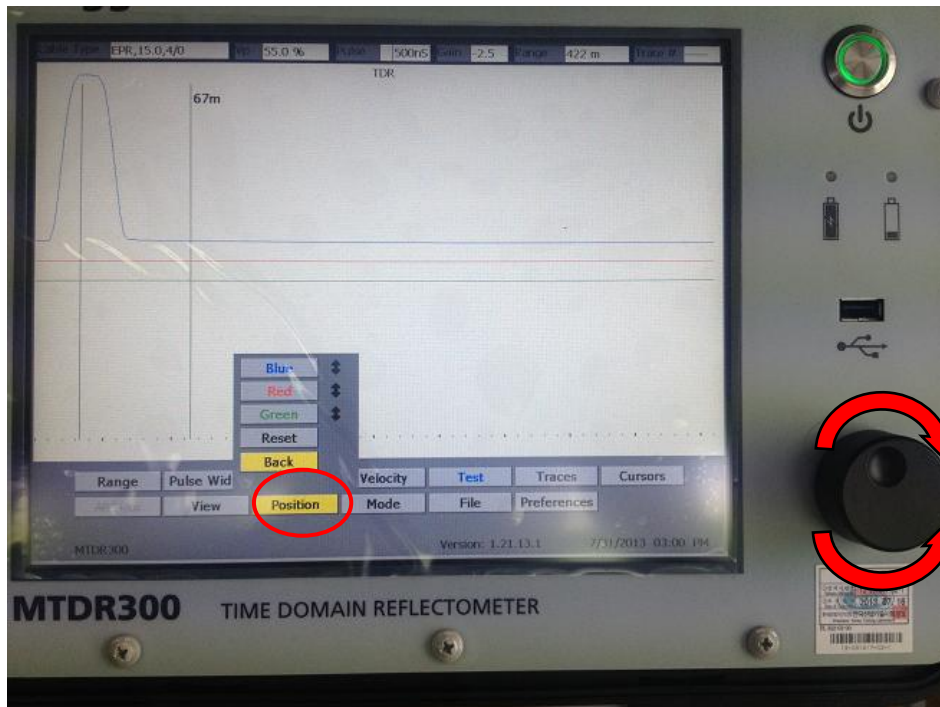 Cable Type EPR,15.0,4/0 Vp 55.0 % Pulse 500nS Gain -2.5 Range 422 m Trace # ----
TDR
67m
Blue
Red
Green
Reset
Back
Range Pulse Wid Velocity Test Traces Cursors
View Position Mode File Preferences
MTDR300 Version: 1.21.13.1 7/31/2013 03:00 PM
MTDR300 TIME DOMAIN REFLECTOMETER